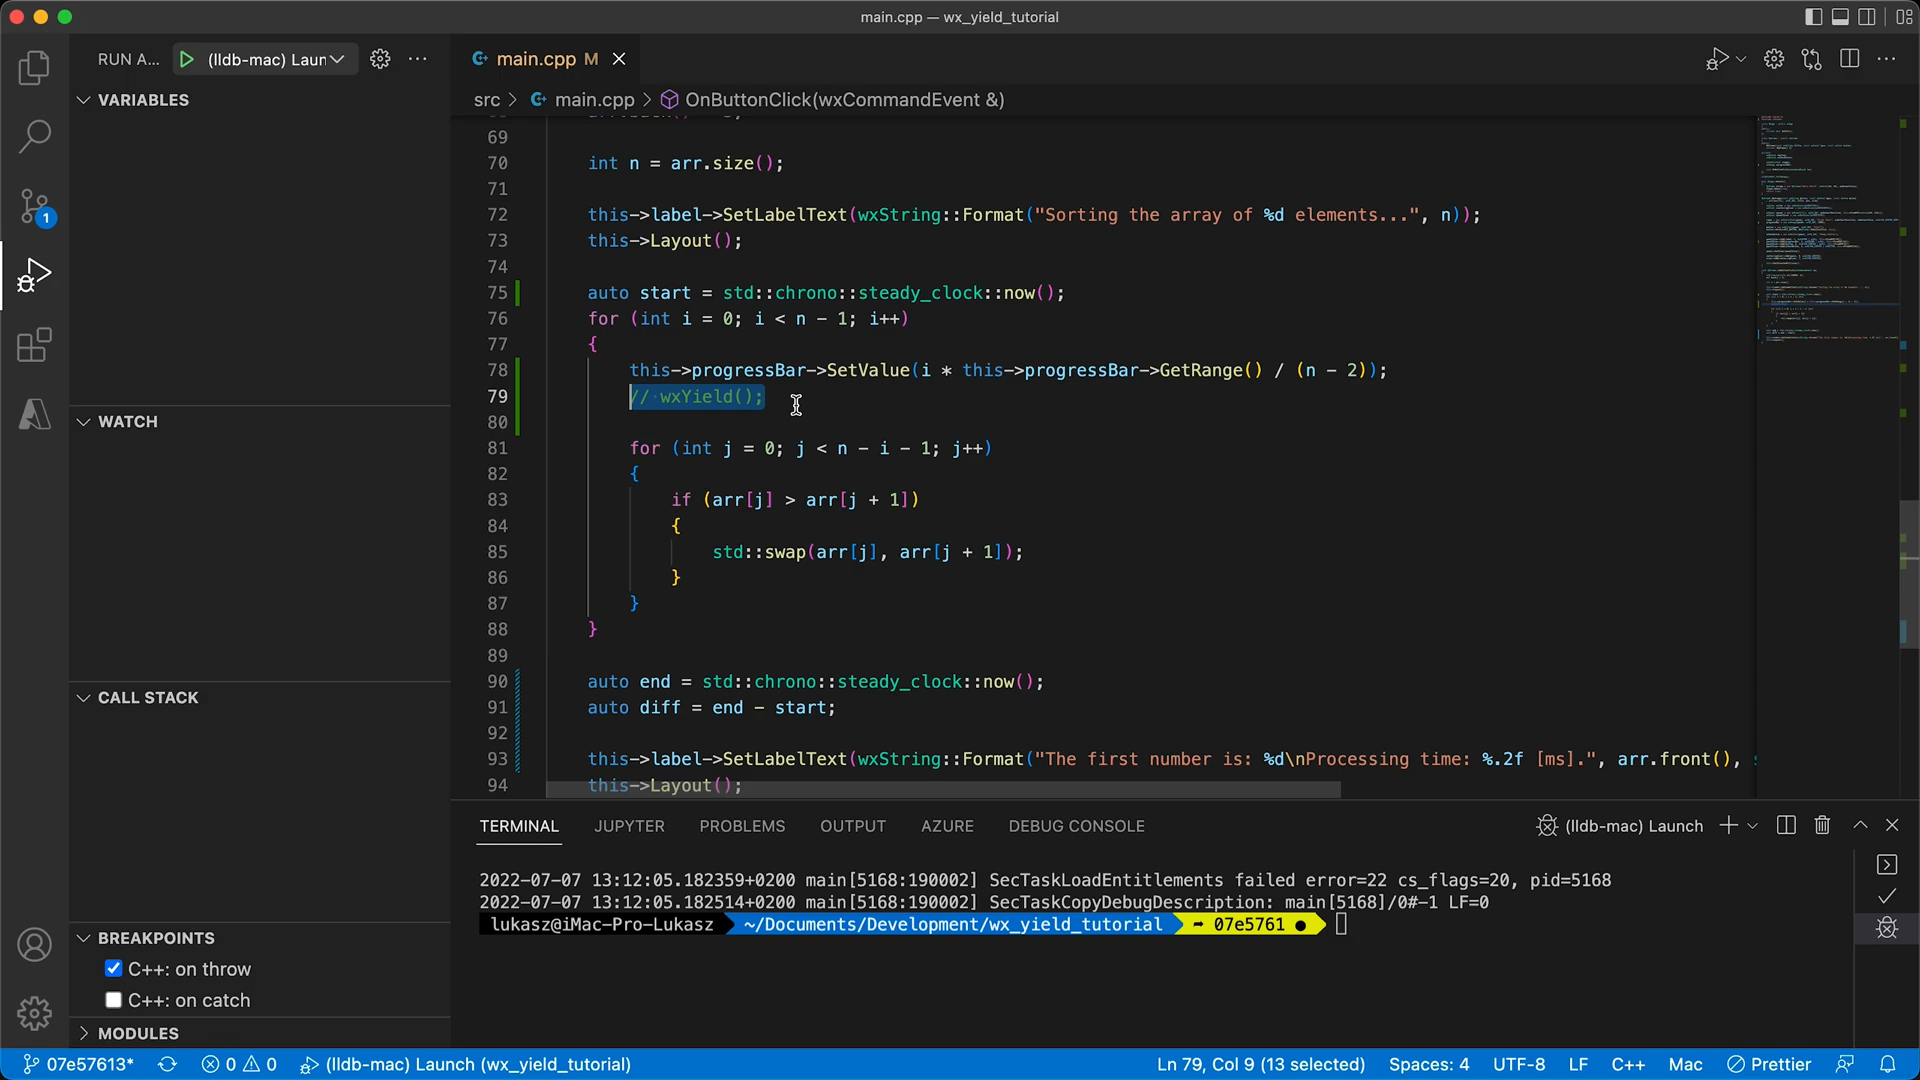 main.cpp — wx_yield_tutorial
RUN A...
(lldb-mac) Laun
main.cpp M
src > main.cpp > OnButtonClick(wxCommandEvent &)
VARIABLES
WATCH
CALL STACK
BREAKPOINTS
C++: on throw
C++: on catch
MODULES
1
69
70 int n = arr.size();
71
72 this->label->SetLabelText(wxString::Format("Sorting the array of %d elements...", n));
73 this->Layout();
74
75 auto start = std::chrono::steady_clock::now();
76 for (int i = 0; i < n - 1; i++)
77 {
78 this->progressBar->SetValue(i * this->progressBar->GetRange() / (n - 2));
79 // wxYield();
80
81 for (int j = 0; j < n - i - 1; j++)
82 {
83 if (arr[j] > arr[j + 1])
84 {
85 std::swap(arr[j], arr[j + 1]);
86 }
87 }
88 }
89
90 auto end = std::chrono::steady_clock::now();
91 auto diff = end - start;
92
93 this->label->SetLabelText(wxString::Format("The first number is: %d\nProcessing time: %.2f [ms].", arr.front(),
94 this->Layout();
TERMINAL JUPYTER PROBLEMS OUTPUT AZURE DEBUG CONSOLE
(lldb-mac) Launch
2022-07-07 13:12:05.182359+0200 main[5168:190002] SecTaskLoadEntitlements failed error=22 cs_flags=20, pid=5168
2022-07-07 13:12:05.182514+0200 main[5168:190002] SecTaskCopyDebugDescription: main[5168]/0#-1 LF=0
lukasz@iMac-Pro-Lukasz ~/Documents/Development/wx_yield_tutorial ➦ 07e5761 ●
07e57613* 0 0 (lldb-mac) Launch (wx_yield_tutorial) Ln 79, Col 9 (13 selected) Spaces: 4 UTF-8 LF C++ Mac Prettier